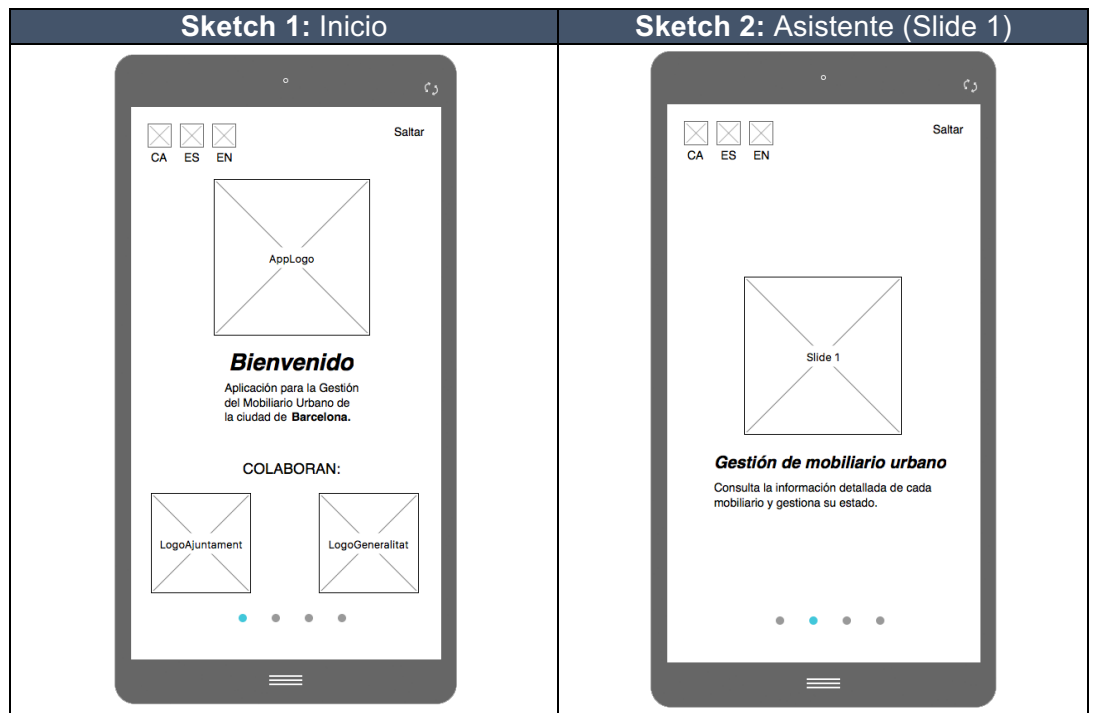 Sketch 1: Inicio
Sketch 2: Asistente (Slide 1)
Saltar
CA ES EN
AppLogo
Bienvenido
Aplicación para la Gestión
del Mobiliario Urbano de
la ciudad de Barcelona.
COLABORAN:
LogoAjuntament
LogoGeneralitat
Saltar
CA ES EN
Slide 1
Gestión de mobiliario urbano
Consulta la información detallada de cada
mobiliario y gestiona su estado.